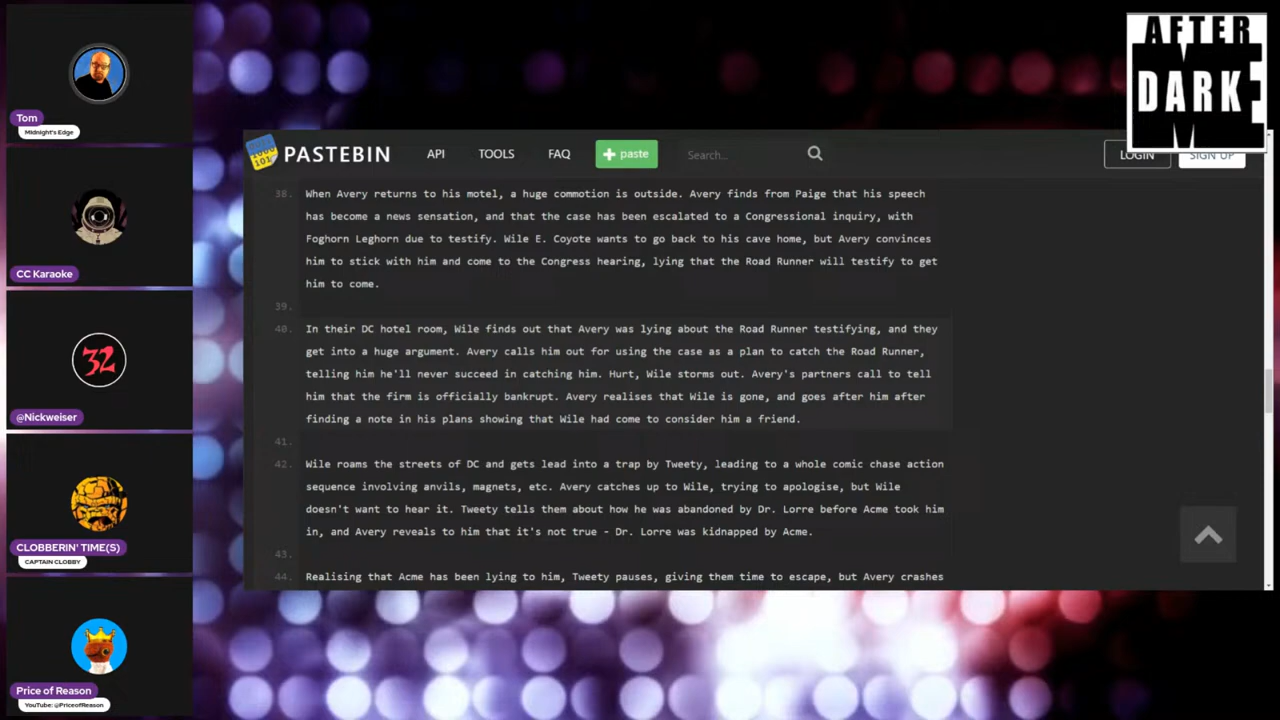 Tom
Midnight's Edge
CC Karaoke
32
@Nickweiser
CLOBBERIN' TIME(S)
CAPTAIN CLOBBY
Price of Reason
YouTube: @PriceofReason
AFTER
DARK
ME
PASTEBIN
API
TOOLS
FAQ
+ paste
Search...
LOGIN
SIGN UP
38. When Avery returns to his motel, a huge commotion is outside. Avery finds from Paige that his speech
has become a news sensation, and that the case has been escalated to a Congressional inquiry, with
Foghorn Leghorn due to testify. Wile E. Coyote wants to go back to his cave home, but Avery convinces
him to stick with him and come to the Congress hearing, lying that the Road Runner will testify to get
him to come.
39.
40. In their DC hotel room, Wile finds out that Avery was lying about the Road Runner testifying, and they
get into a huge argument. Avery calls him out for using the case as a plan to catch the Road Runner,
telling him he'll never succeed in catching him. Hurt, Wile storms out. Avery's partners call to tell
him that the firm is officially bankrupt. Avery realises that Wile is gone, and goes after him after
finding a note in his plans showing that Wile had come to consider him a friend.
41.
42. Wile roams the streets of DC and gets lead into a trap by Tweety, leading to a whole comic chase action
sequence involving anvils, magnets, etc. Avery catches up to Wile, trying to apologise, but Wile
doesn't want to hear it. Tweety tells them about how he was abandoned by Dr. Lorre before Acme took him
in, and Avery reveals to him that it's not true - Dr. Lorre was kidnapped by Acme.
43.
44. Realising that Acme has been lying to him, Tweety pauses, giving them time to escape, but Avery crashes